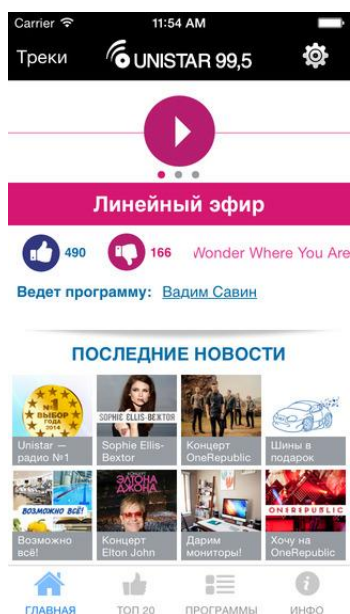 Carrier 11:54 AM
Треки UNISTAR 99,5
Линейный эфир
490 166 Wonder Where You Are
Ведет программу: Вадим Савин
ПОСЛЕДНИЕ НОВОСТИ
№1
ВЫБОР
ГОДА
2014
SOPHIE ELLIS-BEXTOR
Unistar —
радио №1
Sophie Ellis-
Bextor
Концерт
OneRepublic
Шины в
подарок
ВОЗМОЖНО ВСЁ!
КОНЦЕРТ
ЭЛТОНА
ДЖОНА
ONEREPUBLIC
Возможно
всё!
Концерт
Elton John
Дарим
мониторы!
Хочу на
OneRepublic
ГЛАВНАЯ ТОП 20 ПРОГРАММЫ ИНФО